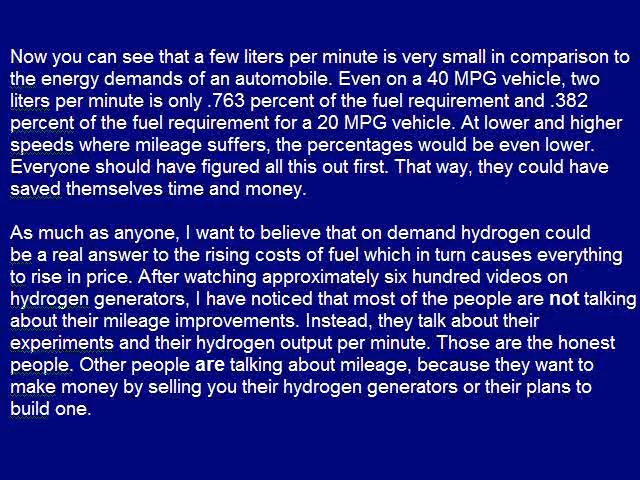 Now you can see that a few liters per minute is very small in comparison to
the energy demands of an automobile. Even on a 40 MPG vehicle, two
liters per minute is only .763 percent of the fuel requirement and .382
percent of the fuel requirement for a 20 MPG vehicle. At lower and higher
speeds where mileage suffers, the percentages would be even lower.
Everyone should have figured all this out first. That way, they could have
saved themselves time and money.
As much as anyone, I want to believe that on demand hydrogen could
be a real answer to the rising costs of fuel which in turn causes everything
to rise in price. After watching approximately six hundred videos on
hydrogen generators, I have noticed that most of the people are not talking
about their mileage improvements. Instead, they talk about their
experiments and their hydrogen output per minute. Those are the honest
people. Other people are talking about mileage, because they want to
make money by selling you their hydrogen generators or their plans to
build one.